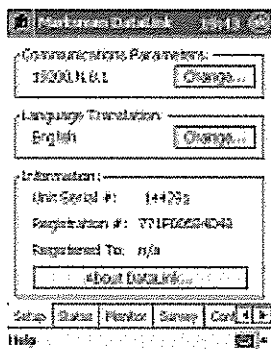 DataLink
Communications Parameters:
Change...
Language Translation:
English
Change...
Information:
Unit Serial #:
Registration #:
Registered To: n/a
About DataLink...
Setup Status Monitor Survey
Help